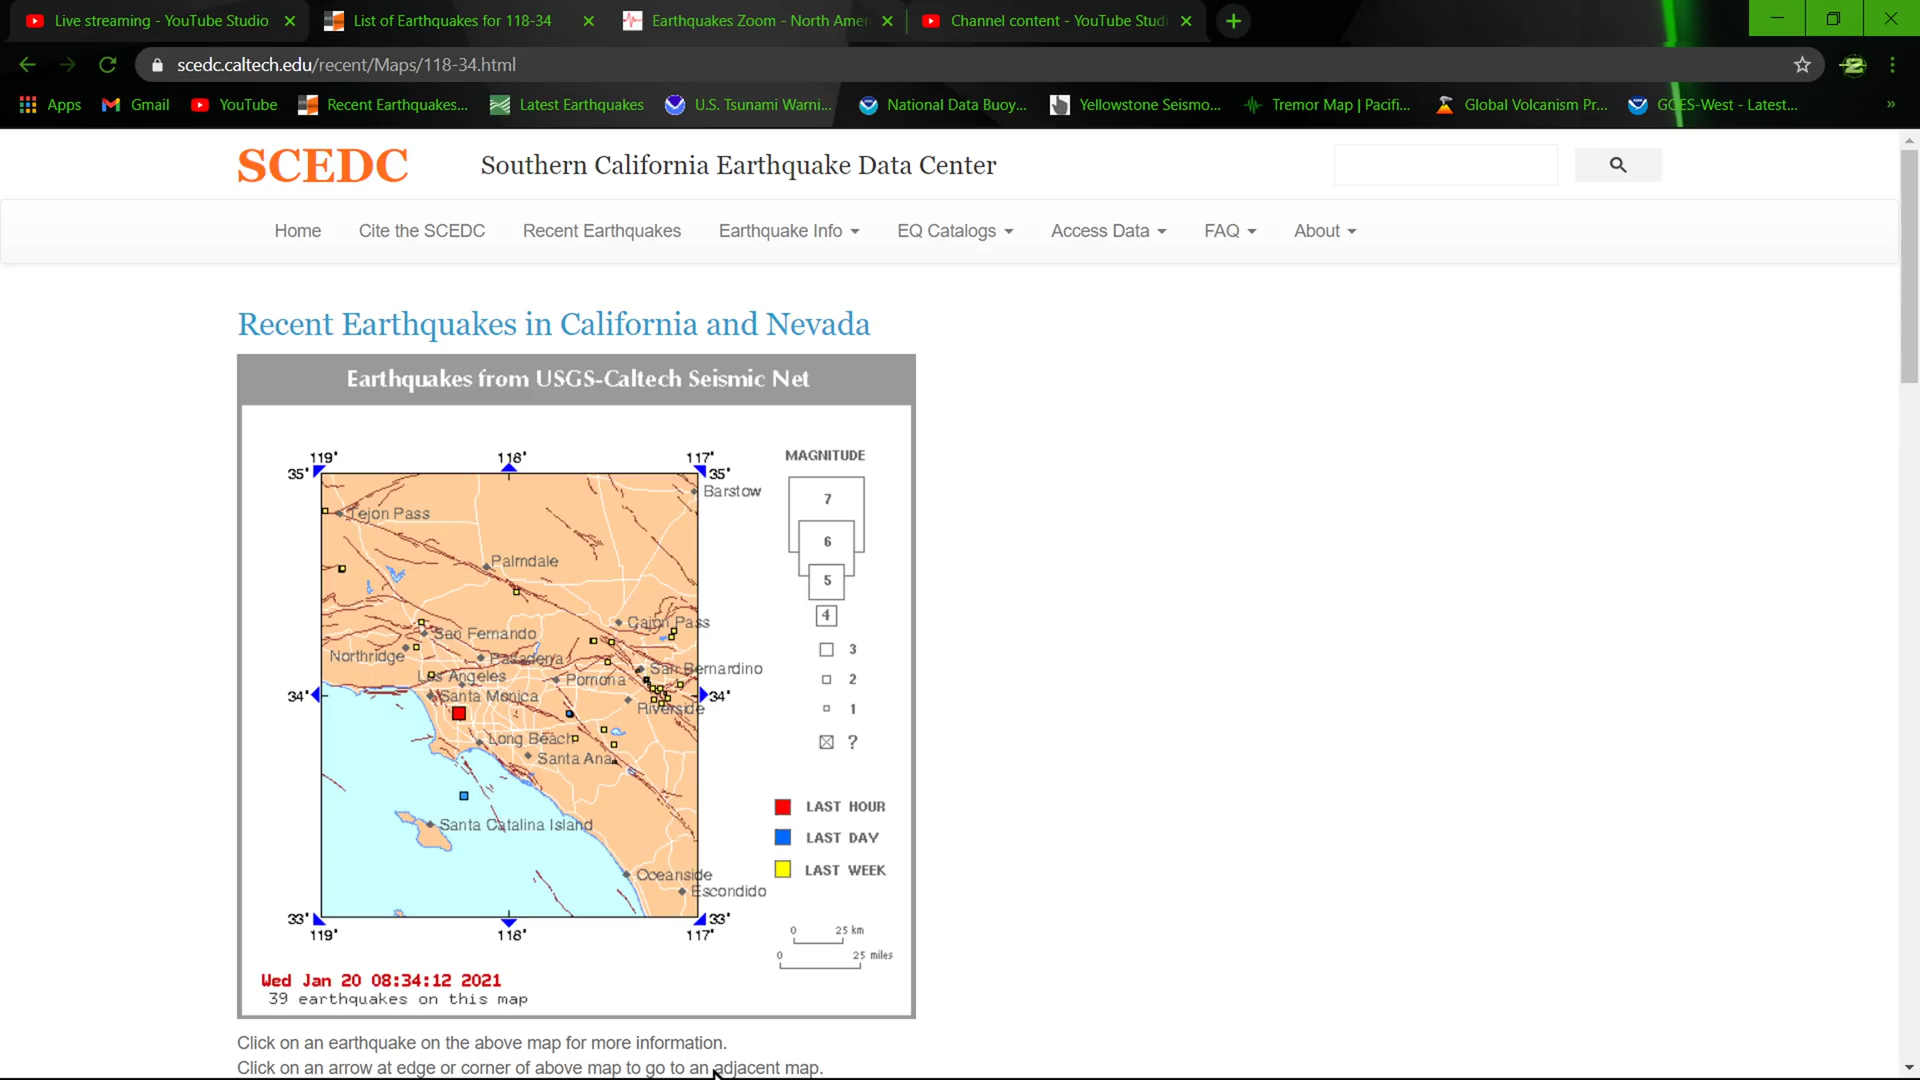 Live streaming - YouTube Studio
List of Earthquakes for 118-34
Earthquakes Zoom - North Amer
Channel content - YouTube Studi
scedc.caltech.edu/recent/Maps/118-34.html
Apps
Gmail
YouTube
Recent Earthquakes...
Latest Earthquakes
U.S. Tsunami Warni...
National Data Buoy...
Yellowstone Seismo...
Tremor Map | Pacifi...
Global Volcanism Pr...
GOES-West - Latest...
»
SCEDC
Southern California Earthquake Data Center
Home
Cite the SCEDC
Recent Earthquakes
Earthquake Info
EQ Catalogs
Access Data
FAQ
About
Recent Earthquakes in California and Nevada
Earthquakes from USGS-Caltech Seismic Net
119° 118° 117°
35° 35°
Barstow
Tejon Pass
Palmdale
Cajon Pass
San Fernando
Northridge
Pasadena
San Bernardino
Los Angeles
Pomona
34° 34°
Santa Monica
Riverside
Long Beach
Santa Ana
Santa Catalina Island
Oceanside
Escondido
33° 33°
119° 118° 117°
MAGNITUDE
7
6
5
4
3
2
1
?
LAST HOUR
LAST DAY
LAST WEEK
0 25 km
0 25 miles
Wed Jan 20 08:34:12 2021
39 earthquakes on this map
Click on an earthquake on the above map for more information.
Click on an arrow at edge or corner of above map to go to an adjacent map.